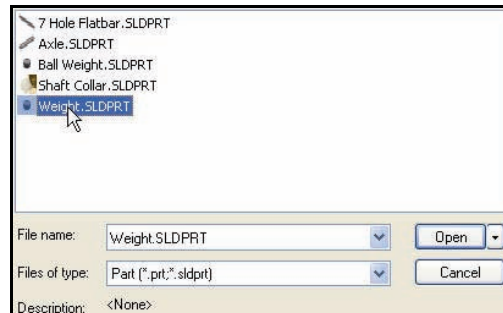 7 Hole Flatbar.SLDPRT
Axle.SLDPRT
Ball Weight.SLDPRT
Shaft Collar.SLDPRT
Weight.SLDPRT
File name: Weight.SLDPRT Open
Files of type: Part (*.prt;*.sldprt) Cancel
Description: <None>